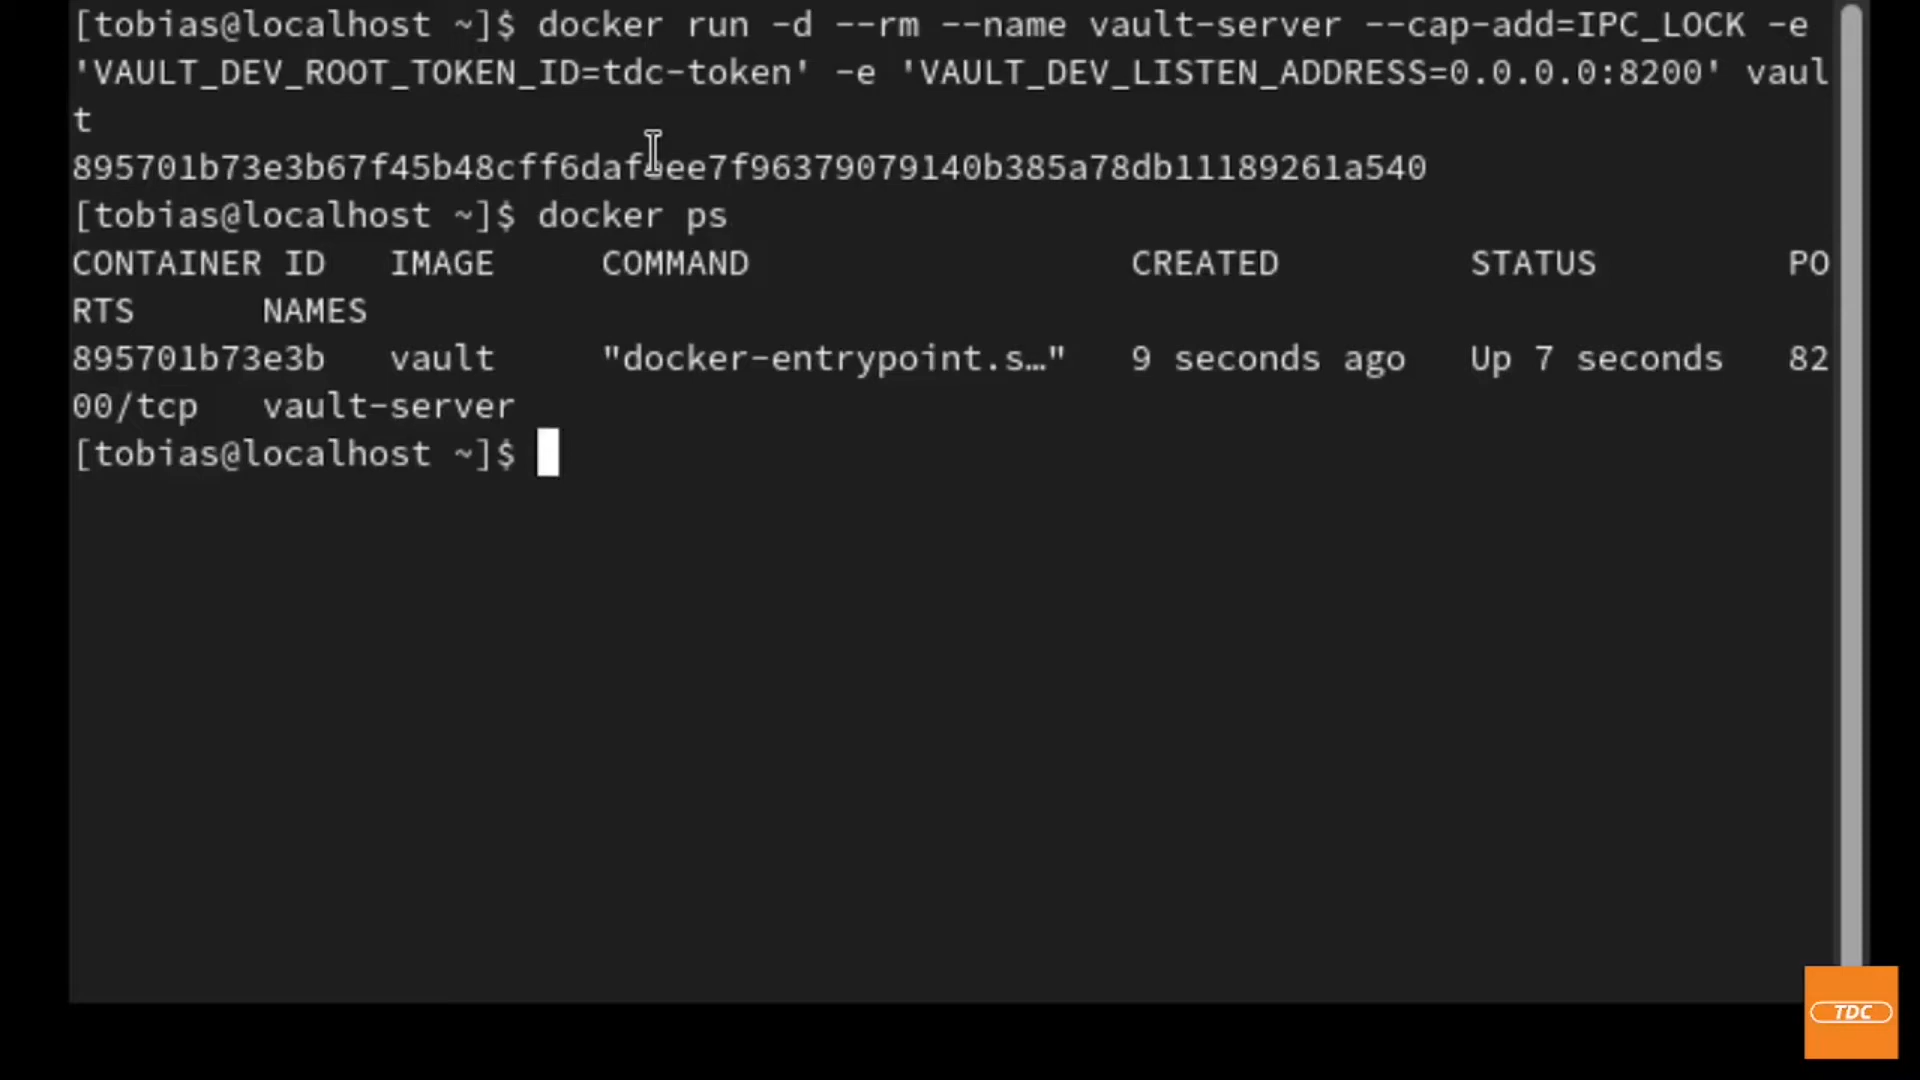 [tobias@localhost ~]$ docker run -d --rm --name vault-server --cap-add=IPC_LOCK -e
'VAULT_DEV_ROOT_TOKEN_ID=tdc-token' -e 'VAULT_DEV_LISTEN_ADDRESS=0.0.0.0:8200' vaul
t
[tobias@localhost ~]$ docker ps
CONTAINER ID   IMAGE     COMMAND                  CREATED         STATUS         PO
RTS      NAMES
895701b73e3b   vault     "docker-entrypoint.s…"   9 seconds ago   Up 7 seconds   82
00/tcp   vault-server
[tobias@localhost ~]$
TDC